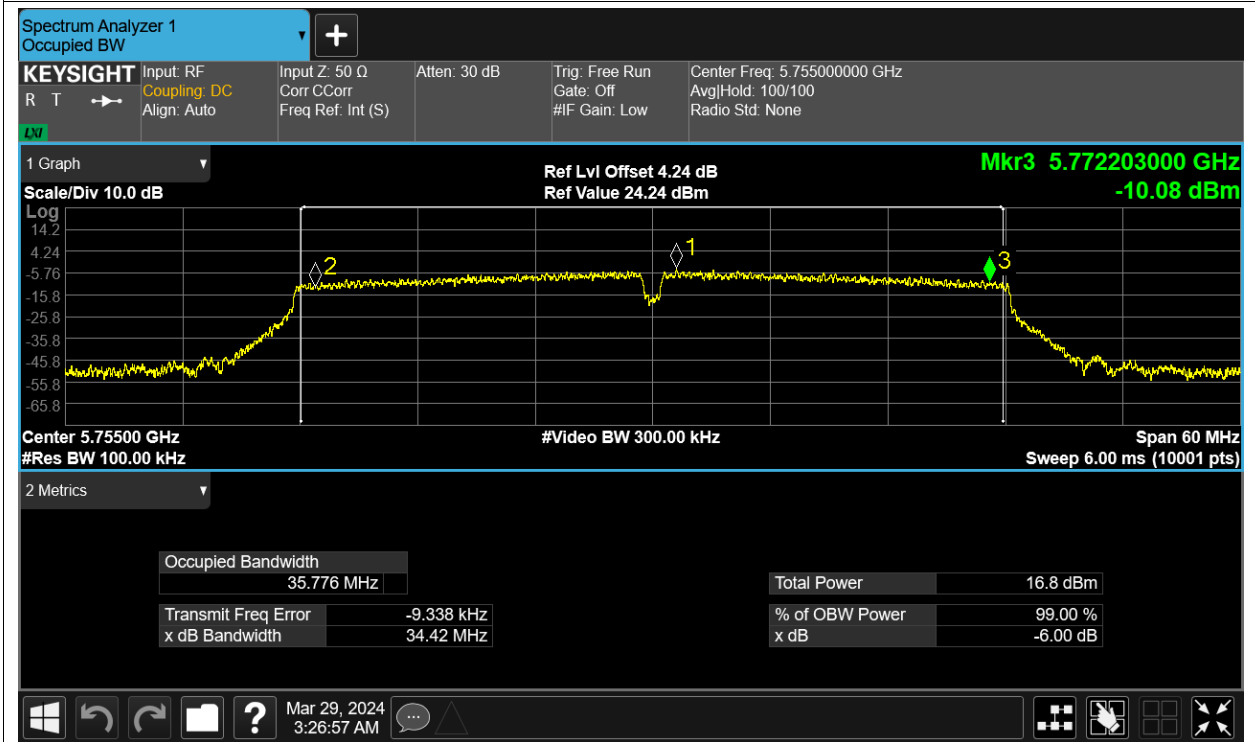 Spectrum Analyzer 1
Occupied BW
KEYSIGHT
R T
LXI
Input: RF
Coupling: DC
Align: Auto
Input Z: 50 Ω
Corr CCorr
Freq Ref: Int (S)
Atten: 30 dB
Trig: Free Run
Gate: Off
#IF Gain: Low
Center Freq: 5.755000000 GHz
Avg|Hold: 100/100
Radio Std: None
1 Graph
Scale/Div 10.0 dB
Ref Lvl Offset 4.24 dB
Ref Value 24.24 dBm
Mkr3 5.772203000 GHz
-10.08 dBm
Log
14.2
4.24
-5.76
-15.8
-25.8
-35.8
-45.8
-55.8
-65.8
2
1
3
Center 5.75500 GHz
#Video BW 300.00 kHz
Span 60 MHz
#Res BW 100.00 kHz
Sweep 6.00 ms (10001 pts)
2 Metrics
Occupied Bandwidth
35.776 MHz
Total Power 16.8 dBm
Transmit Freq Error -9.338 kHz
% of OBW Power 99.00 %
x dB Bandwidth 34.42 MHz
x dB -6.00 dB
?
Mar 29, 2024
3:26:57 AM